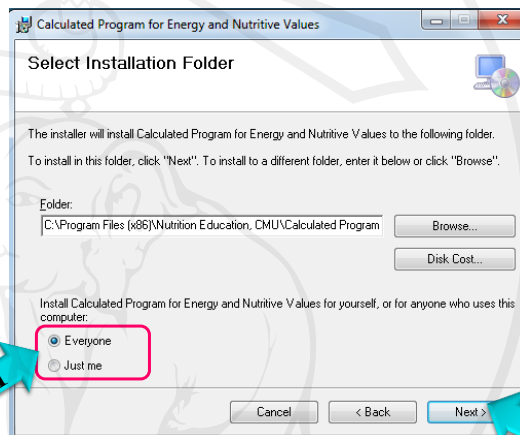 Calculated Program for Energy and Nutritive Values
Select Installation Folder
The installer will install Calculated Program for Energy and Nutritive Values to the following folder.
To install in this folder, click "Next". To install to a different folder, enter it below or click "Browse".
Folder:
C:\Program Files (x86)\Nutrition Education, CMU\Calculated Program
Browse...
Disk Cost...
Install Calculated Program for Energy and Nutritive Values for yourself, or for anyone who uses this
computer:
Everyone
Just me
Cancel
< Back
Next >